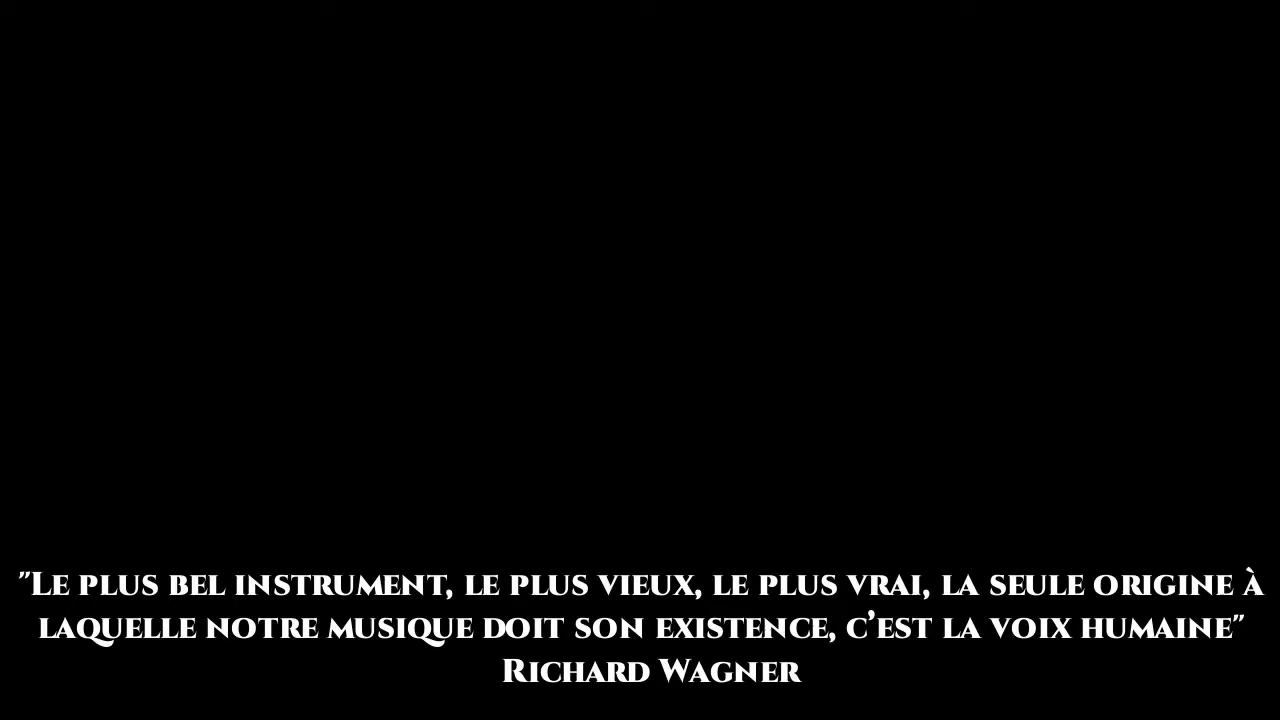 "Le plus bel instrument, le plus vieux, le plus vrai, la seule origine à
laquelle notre musique doit son existence, c’est la voix humaine"
Richard Wagner